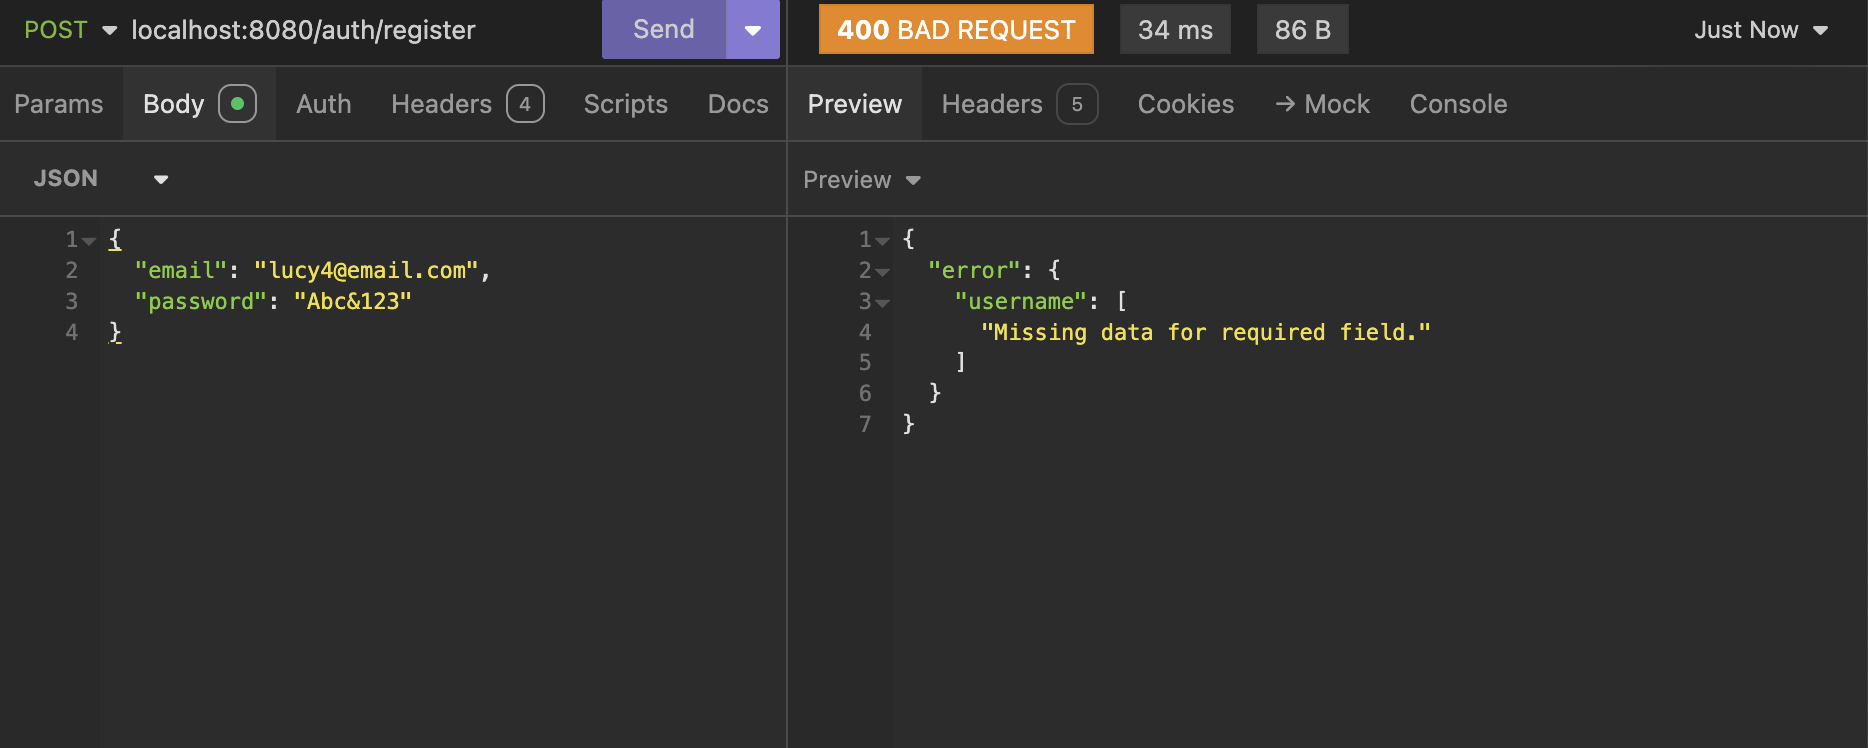 POST localhost:8080/auth/register Send 400 BAD REQUEST 34 ms 86 B Just Now
Params Body Auth Headers 4 Scripts Docs Preview Headers 5 Cookies → Mock Console
JSON
Preview
1 {
2 "email": "lucy4@email.com",
3 "password": "Abc&123"
4 }
1 {
2 "error": {
3 "username": [
4 "Missing data for required field."
5 ]
6 }
7 }